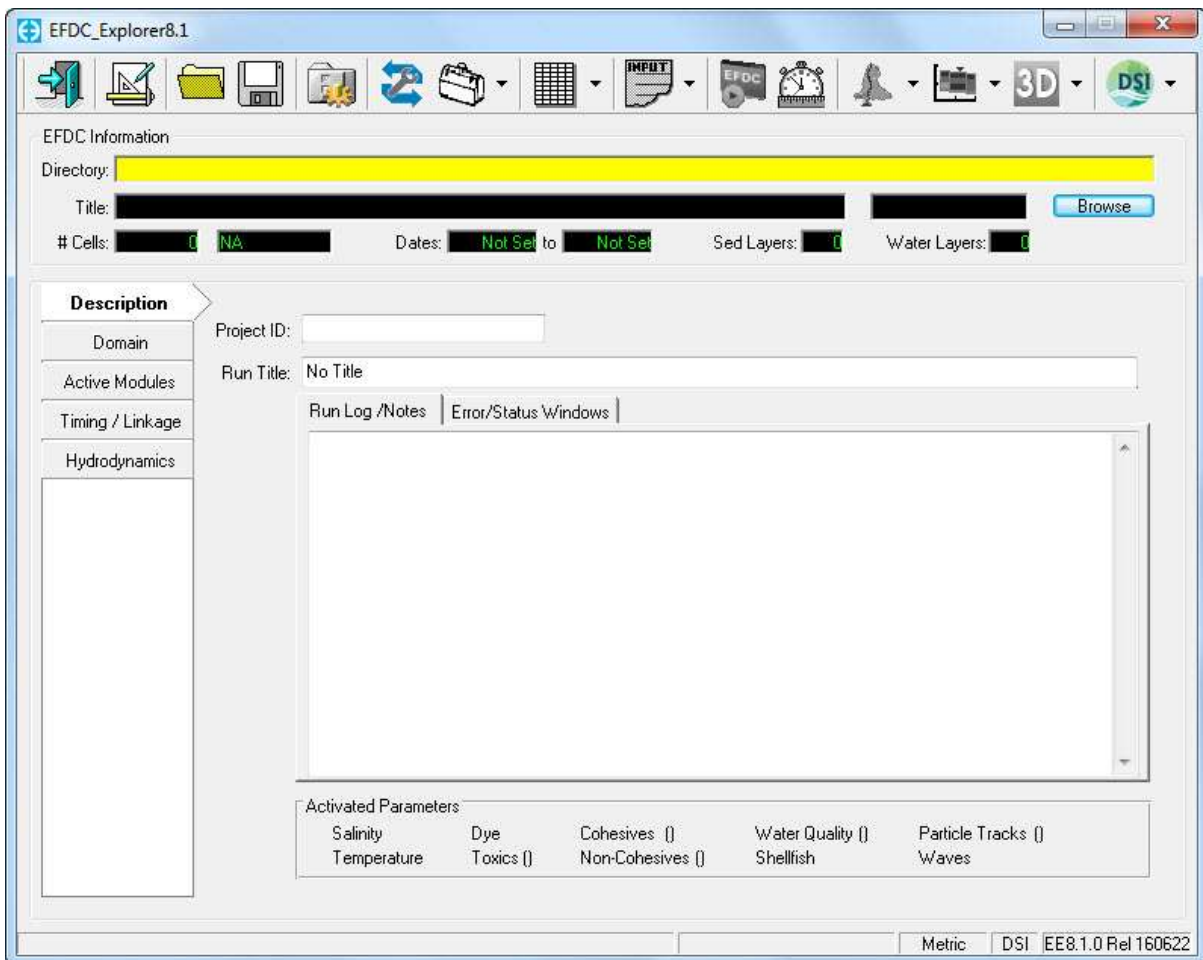 EFDC_Explorer8.1
INPUT EFDC 3D DSI
EFDC Information
Directory:
Title: Browse
# Cells: 0 NA Dates: Not Set to Not Set Sed Layers: 0 Water Layers: 0
Description
Domain
Active Modules
Timing / Linkage
Hydrodynamics
Project ID:
Run Title: No Title
Run Log /Notes Error/Status Windows
Activated Parameters
Salinity Dye Cohesives () Water Quality () Particle Tracks ()
Temperature Toxics () Non-Cohesives () Shellfish Waves
Metric DSI EE8.1.0 Rel 160622